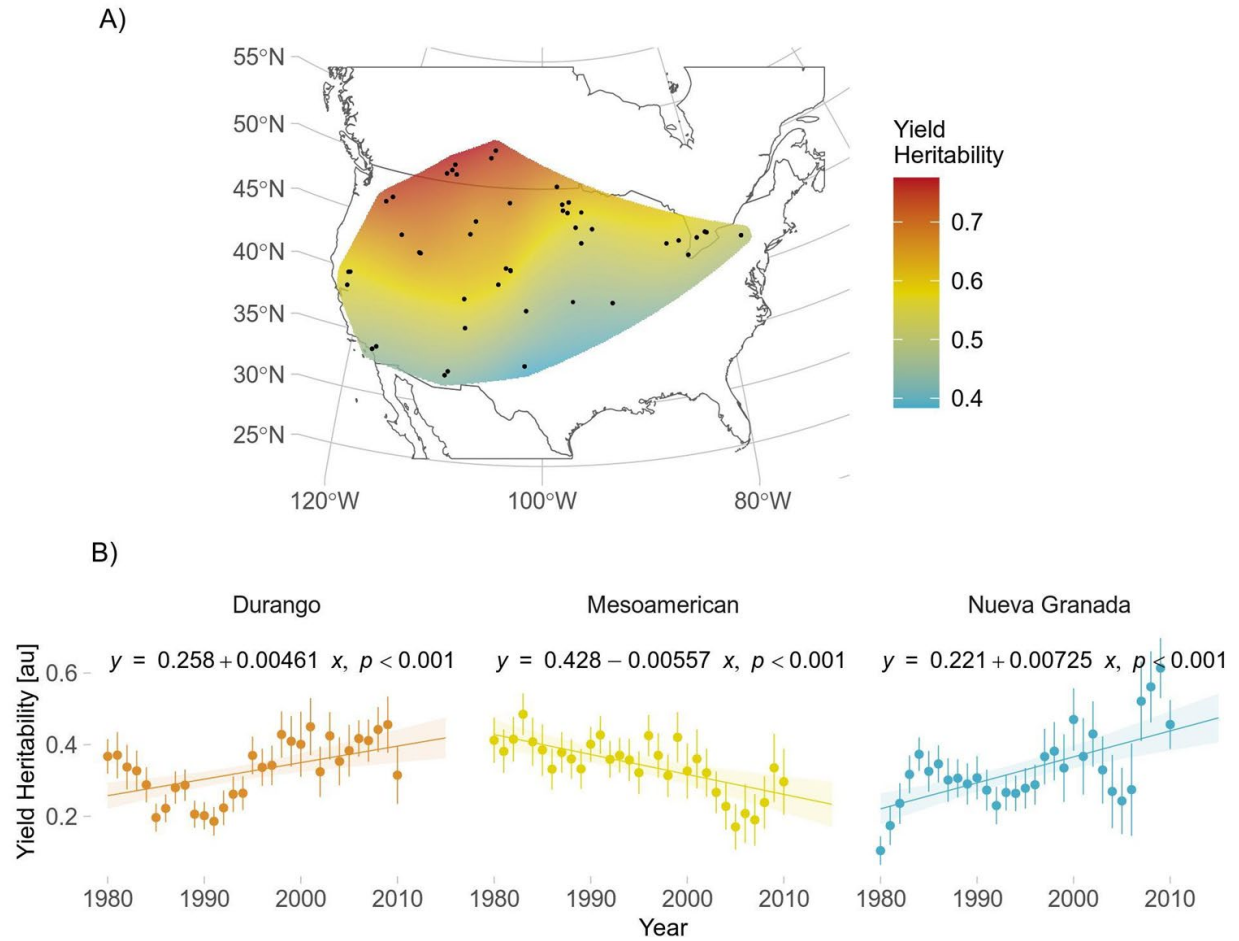 A)
55°N
50°N
45°N
40°N
35°N
30°N
25°N
120°W
100°W
80°W
Yield
Heritability
0.7
0.6
0.5
0.4
B)
Durango
Mesoamerican
Nueva Granada
y = 0.258 + 0.00461 x, p < 0.001
y = 0.428 − 0.00557 x, p < 0.001
y = 0.221 + 0.00725 x, p < 0.001
Yield Heritability [au]
0.6
0.4
0.2
1980 1990 2000 2010
1980 1990 2000 2010
1980 1990 2000 2010
Year